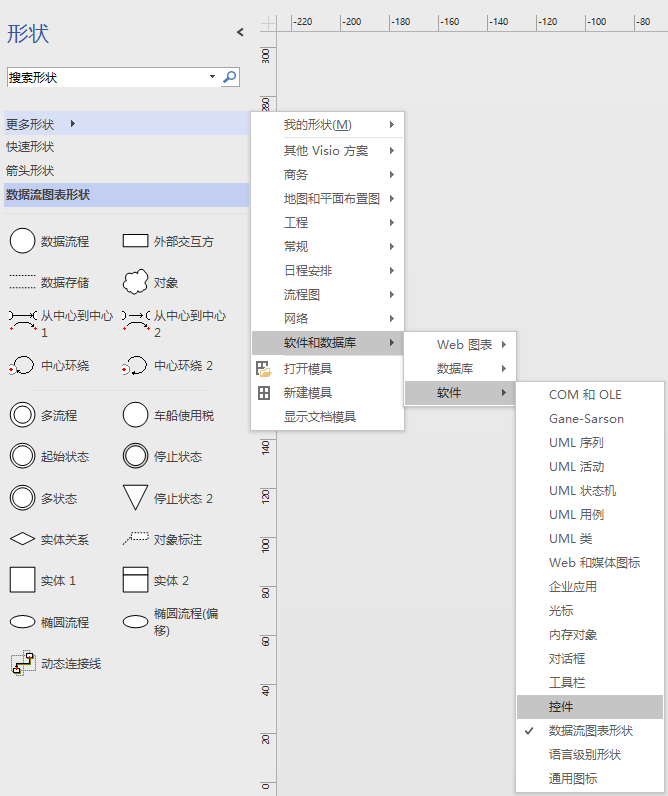 形状
搜索形状
更多形状
快速形状
箭头形状
数据流图表形状
数据流程
外部交互方
数据存储
对象
从中心到中心 1
从中心到中心 2
中心环绕
中心环绕 2
多流程
车船使用税
起始状态
停止状态
多状态
停止状态 2
实体关系
对象标注
实体 1
实体 2
椭圆流程
椭圆流程(偏移)
动态连接线
-220 -200 -180 -160 -140 -120 -100 -80
300
280
140
120
100
80
60
40
20
0
我的形状(M)
其他 Visio 方案
商务
地图和平面布置图
工程
常规
日程安排
流程图
网络
软件和数据库
打开模具
新建模具
显示文档模具
Web 图表
数据库
软件
COM 和 OLE
Gane-Sarson
UML 序列
UML 活动
UML 状态机
UML 用例
UML 类
Web 和媒体图标
企业应用
光标
内存对象
对话框
工具栏
控件
数据流图表形状
语言级别形状
通用图标